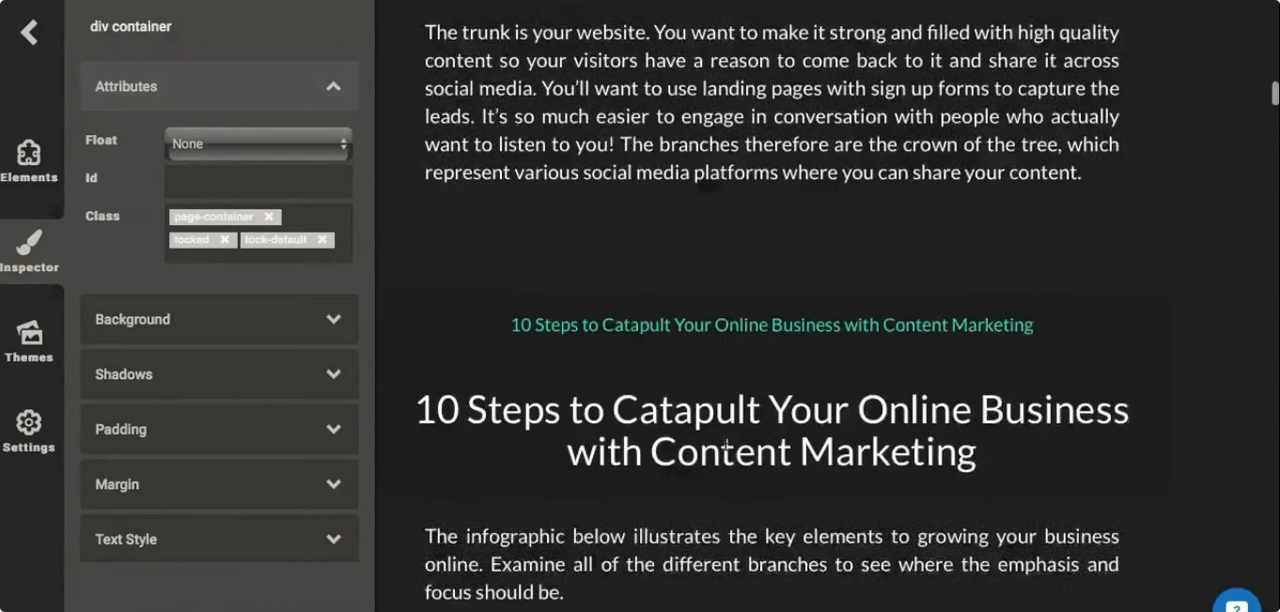 div container
Attributes
Float
None
Id
Class
page-container
locked
lock-default
Background
Shadows
Padding
Margin
Text Style
Elements
Inspector
Themes
Settings
The trunk is your website. You want to make it strong and filled with high quality
content so your visitors have a reason to come back to it and share it across
social media. You’ll want to use landing pages with sign up forms to capture the
leads. It’s so much easier to engage in conversation with people who actually
want to listen to you! The branches therefore are the crown of the tree, which
represent various social media platforms where you can share your content.
10 Steps to Catapult Your Online Business with Content Marketing
10 Steps to Catapult Your Online Business
with Content Marketing
The infographic below illustrates the key elements to growing your business
online. Examine all of the different branches to see where the emphasis and
focus should be.
?